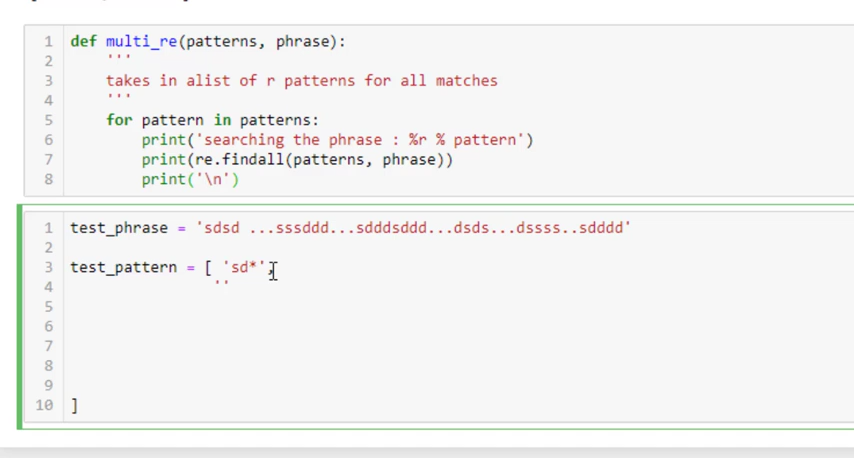 1 def multi_re(patterns, phrase):
2 '''
3 takes in alist of r patterns for all matches
4 '''
5 for pattern in patterns:
6 print('searching the phrase : %r % pattern')
7 print(re.findall(patterns, phrase))
8 print('\n')
1 test_phrase = 'sdsd ...sssddd...sdddsddd...dsds...dssss..sdddd'
2
3 test_pattern = [ 'sd*',
4 ''
5
6
7
8
9
10 ]